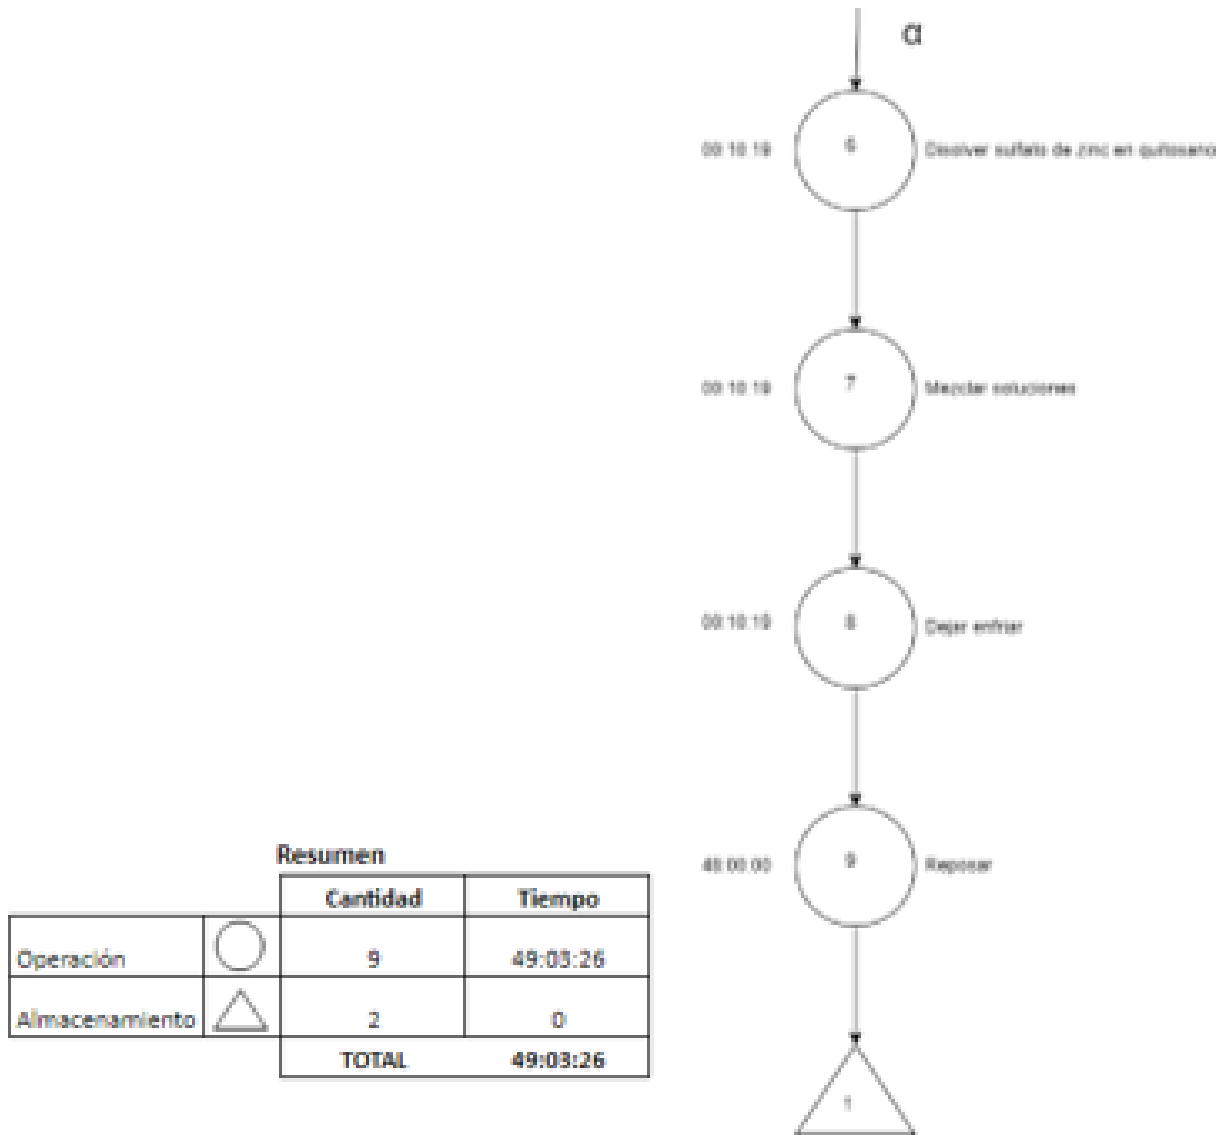 α
00:10:19
6
Disolver sulfato de zinc en quitosano
00:10:19
7
Mezclar soluciones
00:10:19
8
Dejar enfriar
48:00:00
9
Reposar
1
Resumen
Cantidad Tiempo
Operación 9 49:03:26
Almacenamiento 2 0
TOTAL 49:03:26